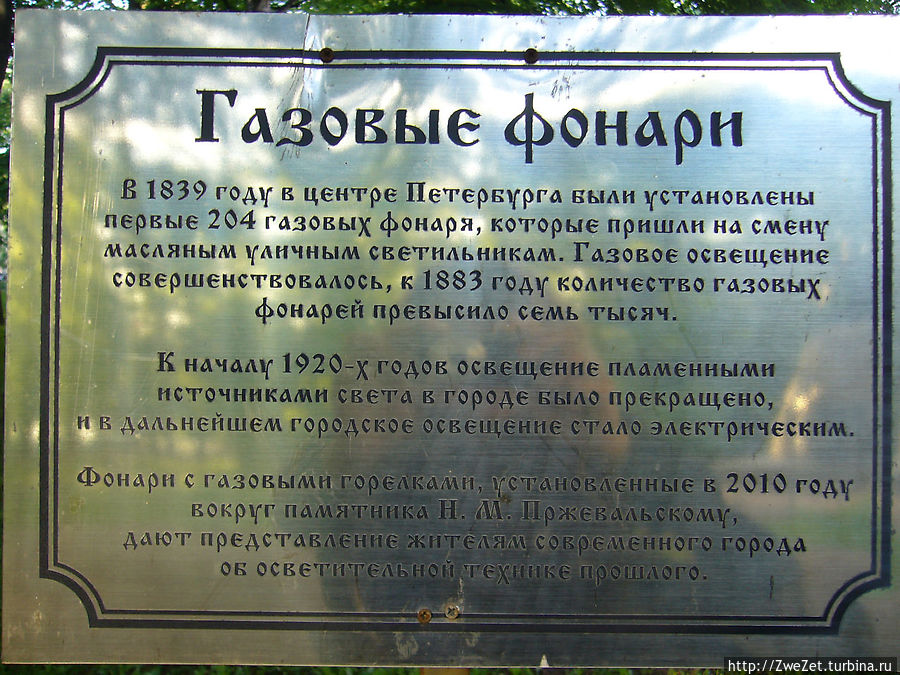 Газовые фонари
В 1839 году в центре Петербурга были установлены
первые 204 газовых фонаря, которые пришли на смену
масляным уличным светильникам. Газовое освещение
совершенствовалось, к 1883 году количество газовых
фонарей превысило семь тысяч.
К началу 1920-х годов освещение пламенными
источниками света в городе было прекращено,
и в дальнейшем городское освещение стало электрическим.
Фонари с газовыми горелками, установленные в 2010 году
вокруг памятника Н. М. Пржевальскому,
дают представление жителям современного города
об осветительной технике прошлого.
http://ZweZet.turbina.ru